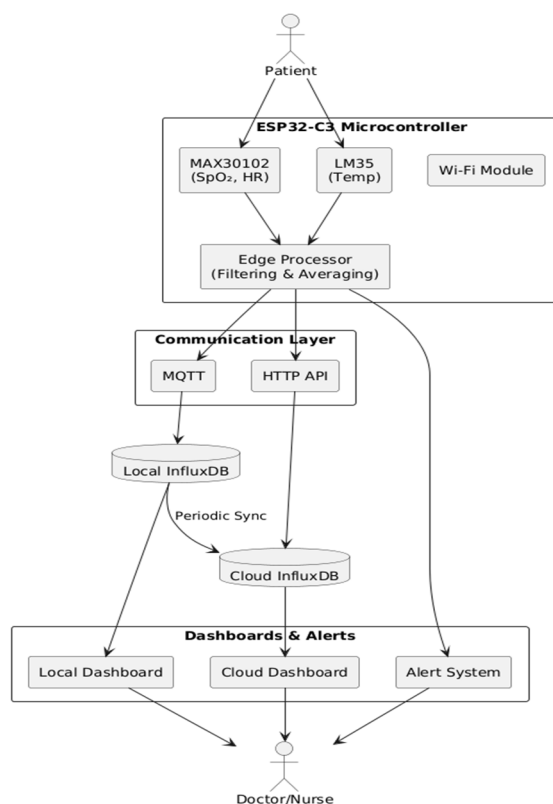 Patient
ESP32-C3 Microcontroller
MAX30102
(SpO₂, HR)
LM35
(Temp)
Wi-Fi Module
Edge Processor
(Filtering & Averaging)
Communication Layer
MQTT
HTTP API
Local InfluxDB
Periodic Sync
Cloud InfluxDB
Dashboards & Alerts
Local Dashboard
Cloud Dashboard
Alert System
Doctor/Nurse